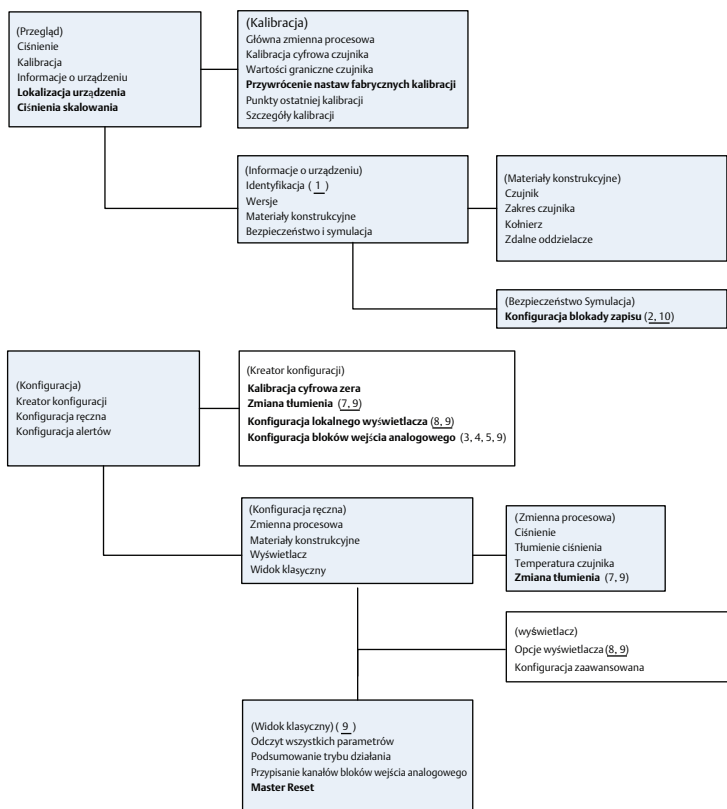 (Przegląd)
Ciśnienie
Kalibracja
Informacje o urządzeniu
Lokalizacja urządzenia
Ciśnienia skalowania
(Kalibracja)
Główna zmienna procesowa
Kalibracja cyfrowa czujnika
Wartości graniczne czujnika
Przywrócenie nastaw fabrycznych kalibracji
Punkty ostatniej kalibracji
Szczegóły kalibracji
(Informacje o urządzeniu)
Identyfikacja ( 1 )
Wersje
Materiały konstrukcyjne
Bezpieczeństwo i symulacja
(Materiały konstrukcyjne)
Czujnik
Zakres czujnika
Kołnierz
Zdalne oddzielacze
(Bezpieczeństwo Symulacja)
Konfiguracja blokady zapisu (2, 10)
(Konfiguracja)
Kreator konfiguracji
Konfiguracja ręczna
Konfiguracja alertów
(Kreator konfiguracji)
Kalibracja cyfrowa zera
Zmiana tłumienia (7, 9)
Konfiguracja lokalnego wyświetlacza (8, 9)
Konfiguracja bloków wejścia analogowego (3, 4, 5, 9)
(Konfiguracja ręczna)
Zmienna procesowa
Materiały konstrukcyjne
Wyświetlacz
Widok klasyczny
(Zmienna procesowa)
Ciśnienie
Tłumienie ciśnienia
Temperatura czujnika
Zmiana tłumienia (7, 9)
(wyświetlacz)
Opcje wyświetlacza (8, 9)
Konfiguracja zaawansowana
(Widok klasyczny) ( 9 )
Odczyt wszystkich parametrów
Podsumowanie trybu działania
Przypisanie kanałów bloków wejścia analogowego
Master Reset